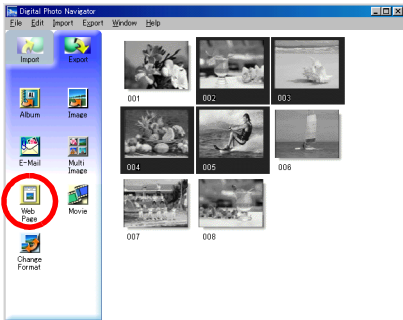 Digital Photo Navigator
File Edit Import Export Window Help
Import Export
Album Image
E-Mail Multi Image
Web Page Movie
Change Format
001 002 003
004 005 006
007 008